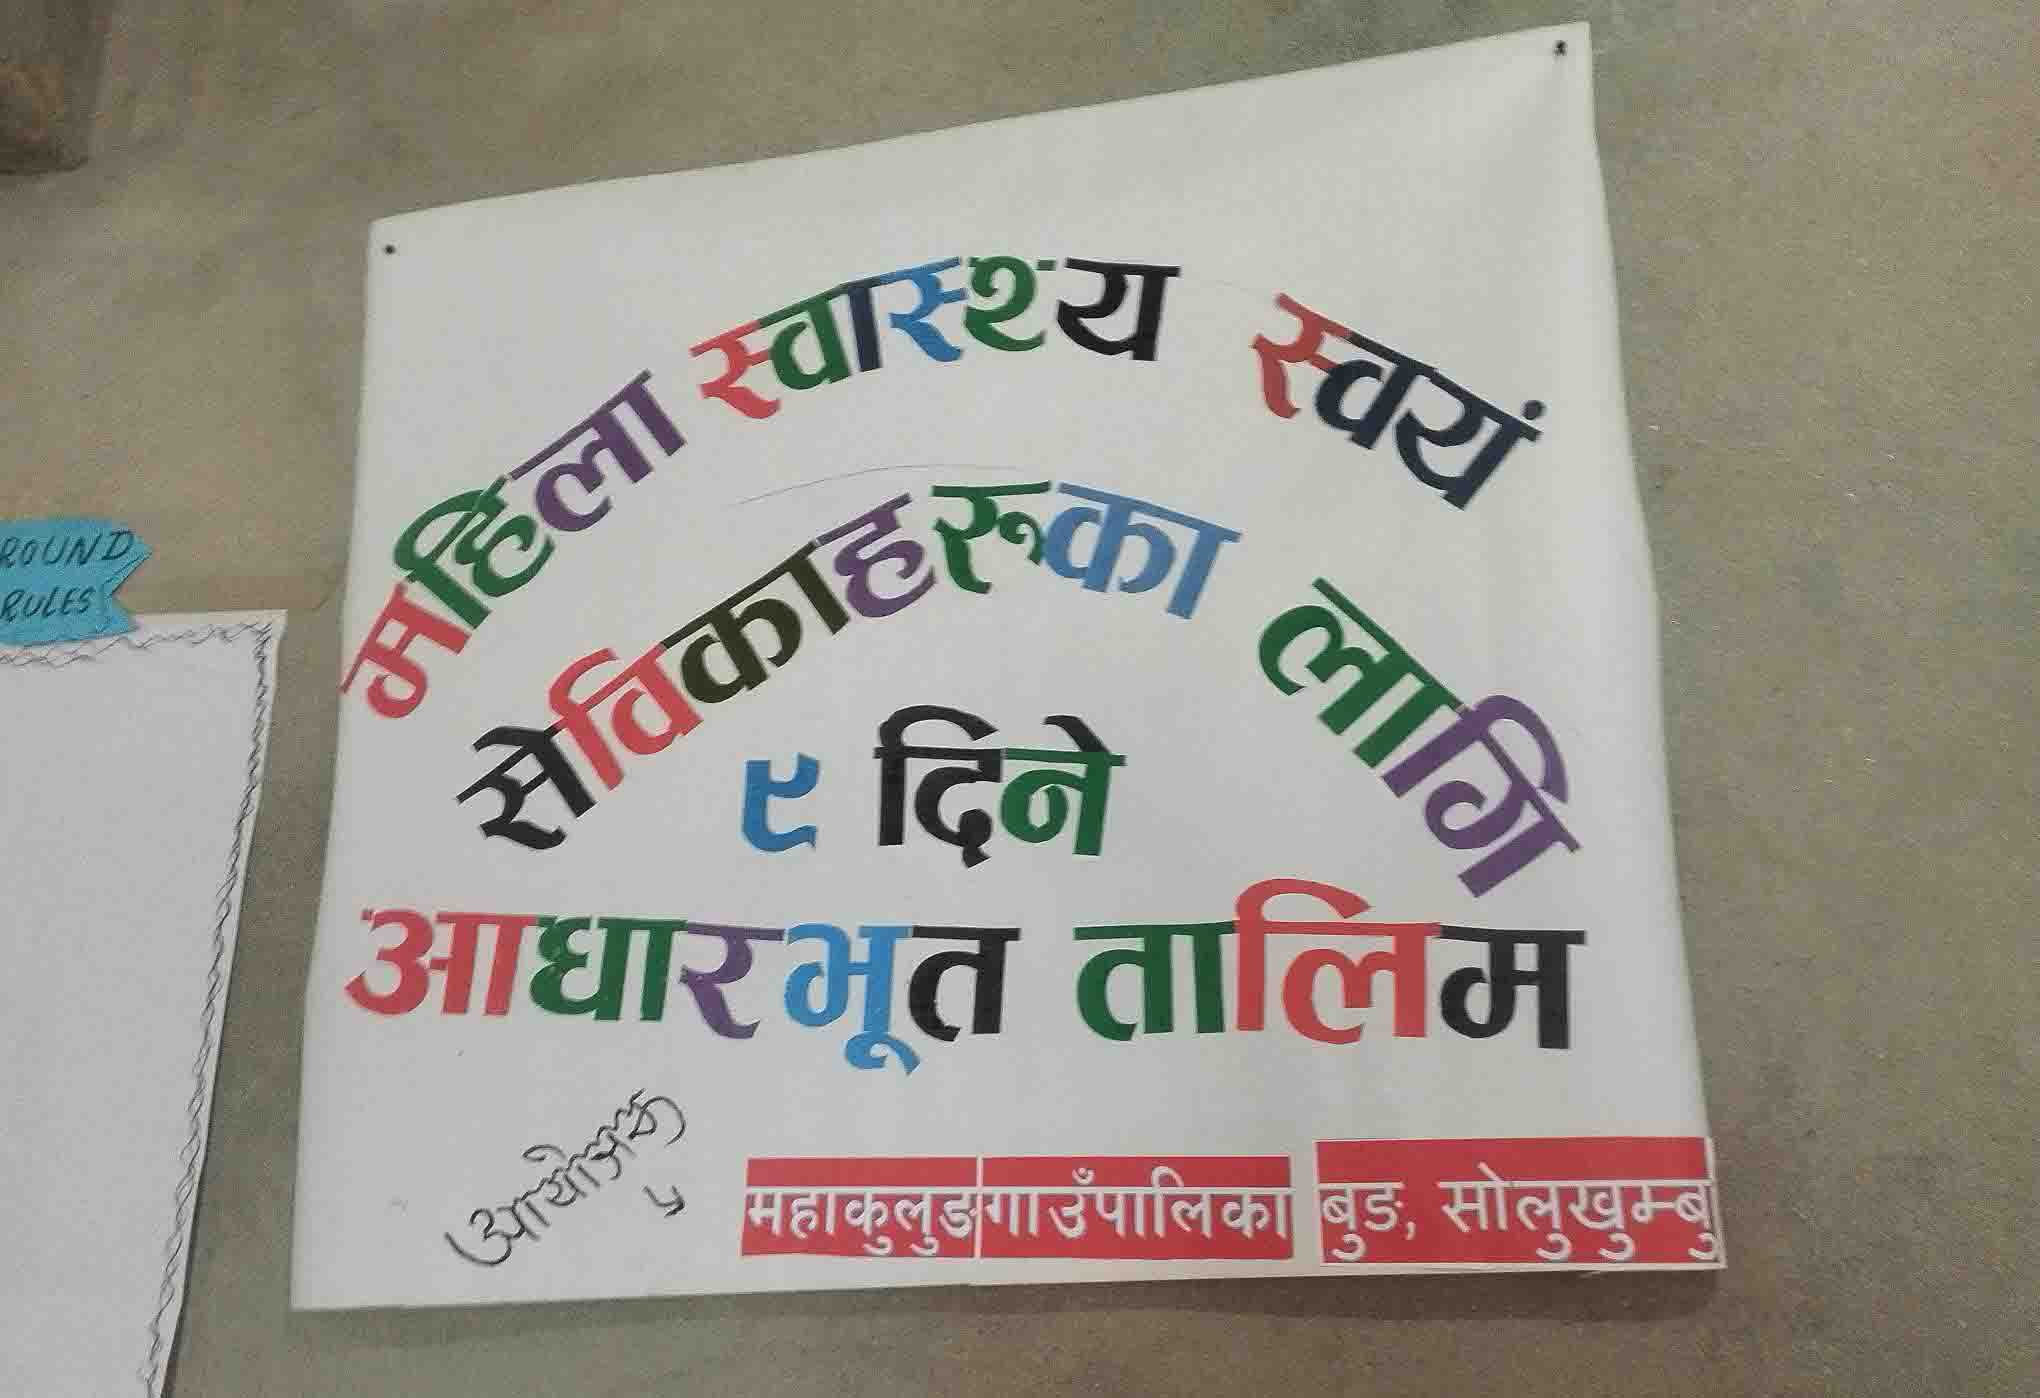 ROUND
RULES
महिला स्वास्थ्य स्वयं
सेविकाहरूका लागि
९ दिने
आधारभूत तालिम
आयोजक
महाकुलुङ गाउँपालिका बुङ, सोलुखुम्बु